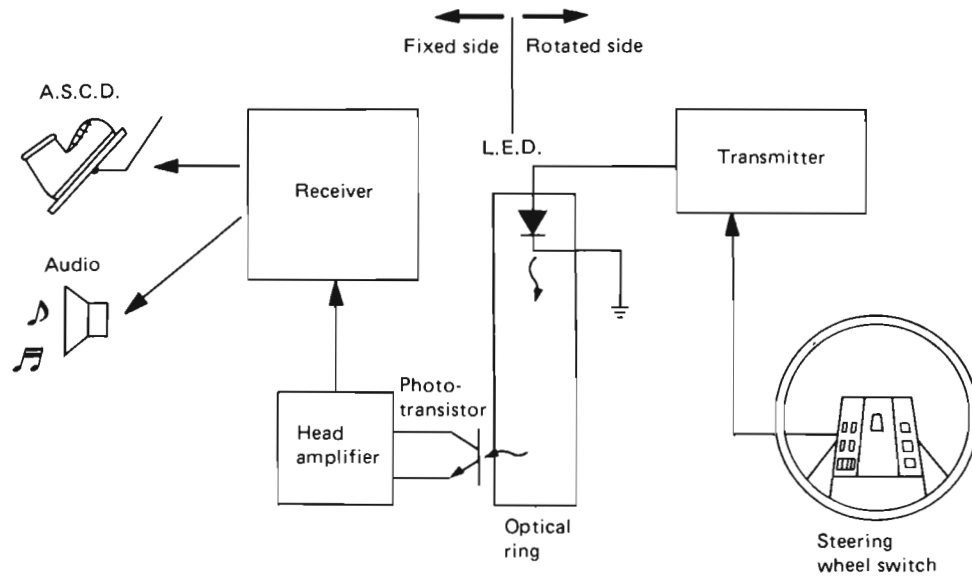 Fixed side
Rotated side
A.S.C.D.
L.E.D.
Receiver
Transmitter
Audio
Photo-
transistor
Head
amplifier
Optical
ring
Steering
wheel switch